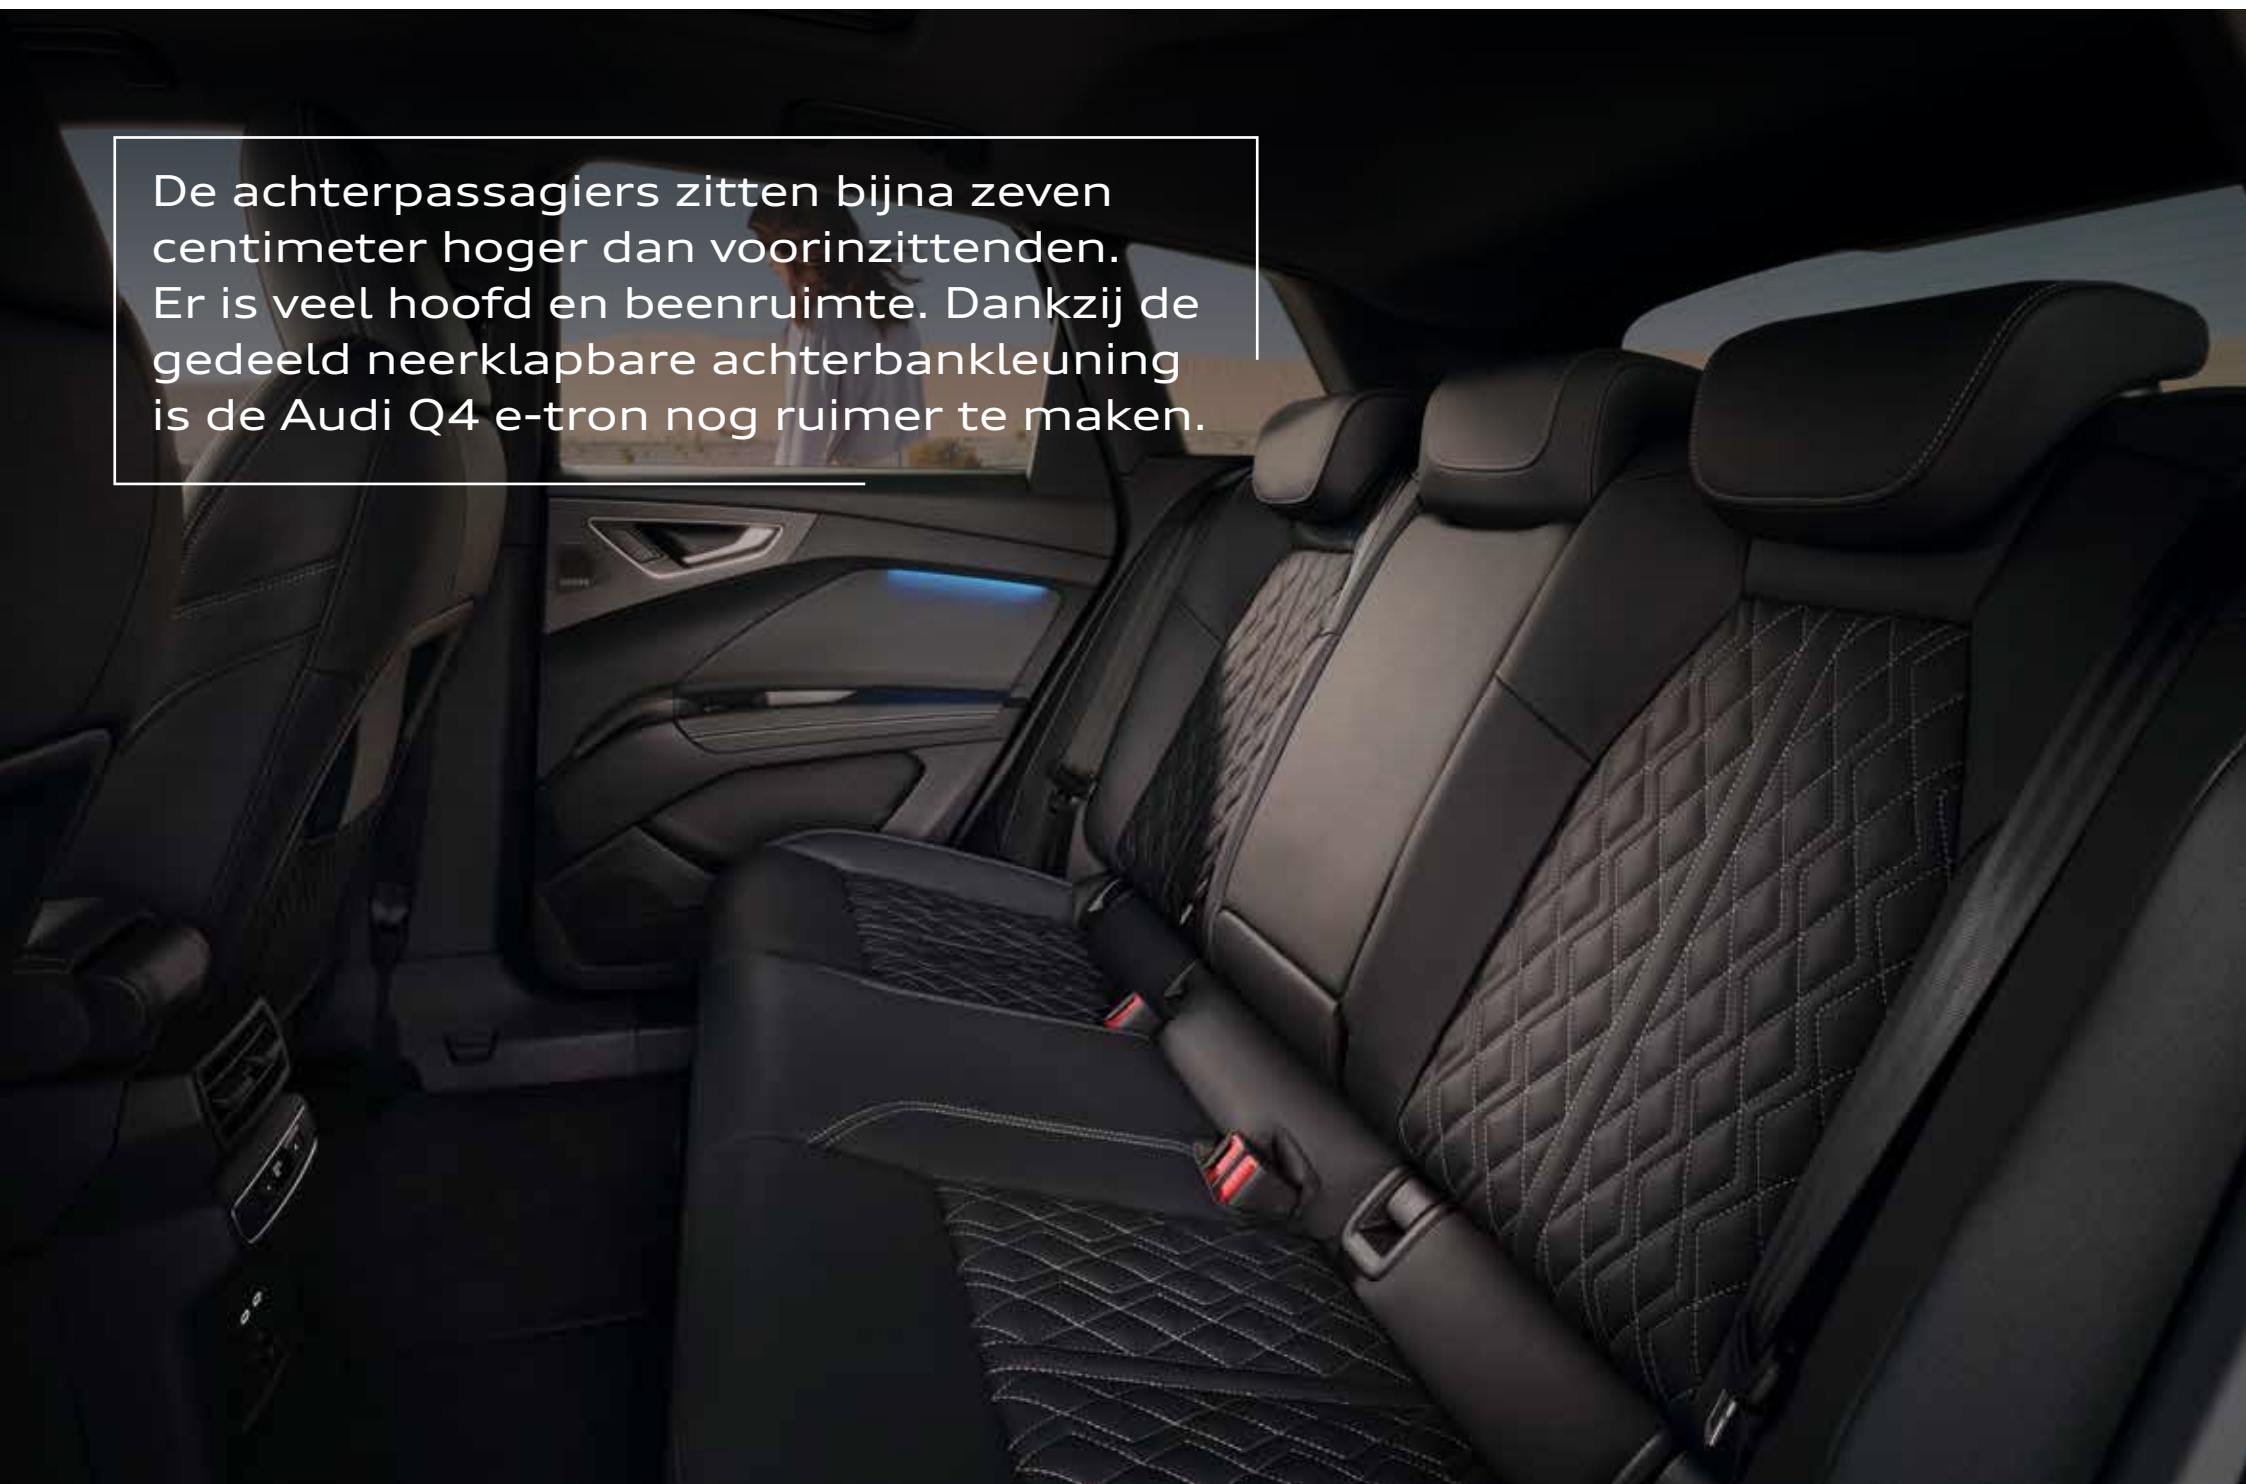 De achterpassagiers zitten bijna zeven
centimeter hoger dan voorinzittenden.
Er is veel hoofd en beenruimte. Dankzij de
gedeeld neerklapbare achterbankleuning
is de Audi Q4 e-tron nog ruimer te maken.